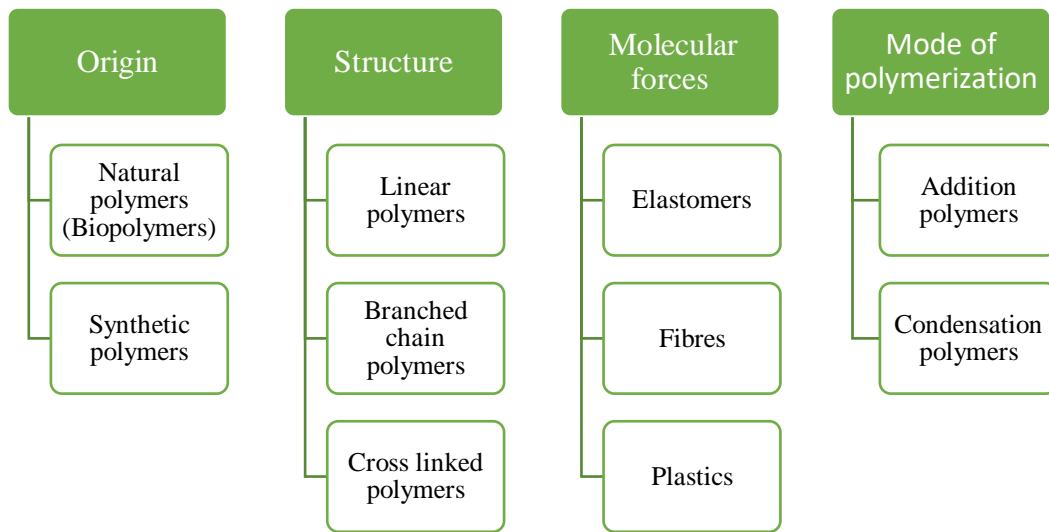 Origin
Natural
polymers
(Biopolymers)
Synthetic
polymers
Structure
Linear
polymers
Branched
chain
polymers
Cross linked
polymers
Molecular
forces
Elastomers
Fibres
Plastics
Mode of
polymerization
Addition
polymers
Condensation
polymers